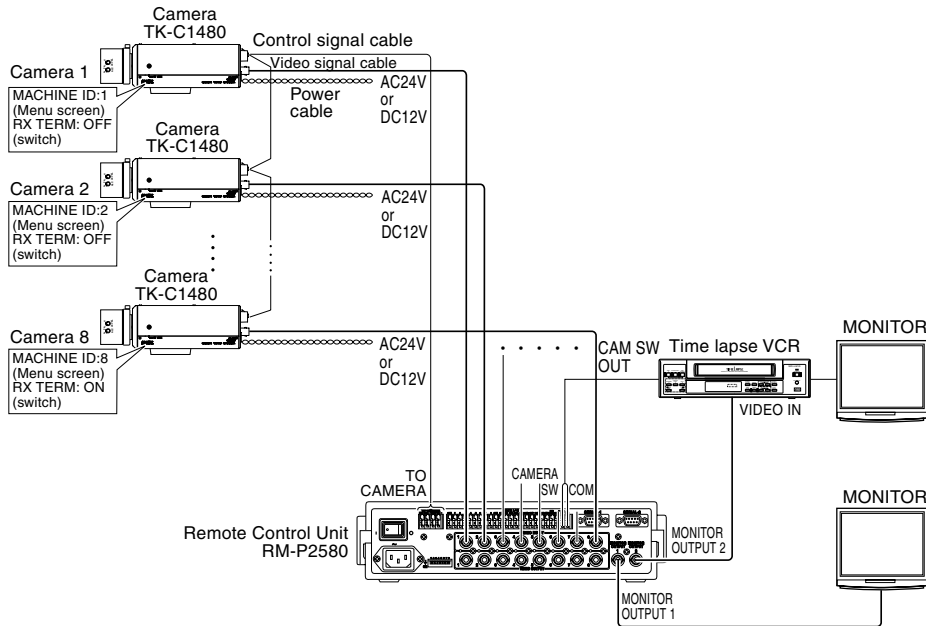 Camera
TK-C1480
Control signal cable
Video signal cable
Camera 1
MACHINE ID:1
(Menu screen)
RX TERM: OFF
(switch)
Power
cable
AC24V
or
DC12V
Camera
TK-C1480
Camera 2
MACHINE ID:2
(Menu screen)
RX TERM: OFF
(switch)
AC24V
or
DC12V
Camera
TK-C1480
Camera 8
MACHINE ID:8
(Menu screen)
RX TERM: ON
(switch)
AC24V
or
DC12V
CAM SW
OUT
Time lapse VCR
MONITOR
VIDEO IN
TO
CAMERA
CAMERA
SW
COM
MONITOR
Remote Control Unit
RM-P2580
MONITOR
OUTPUT 2
MONITOR
OUTPUT 1